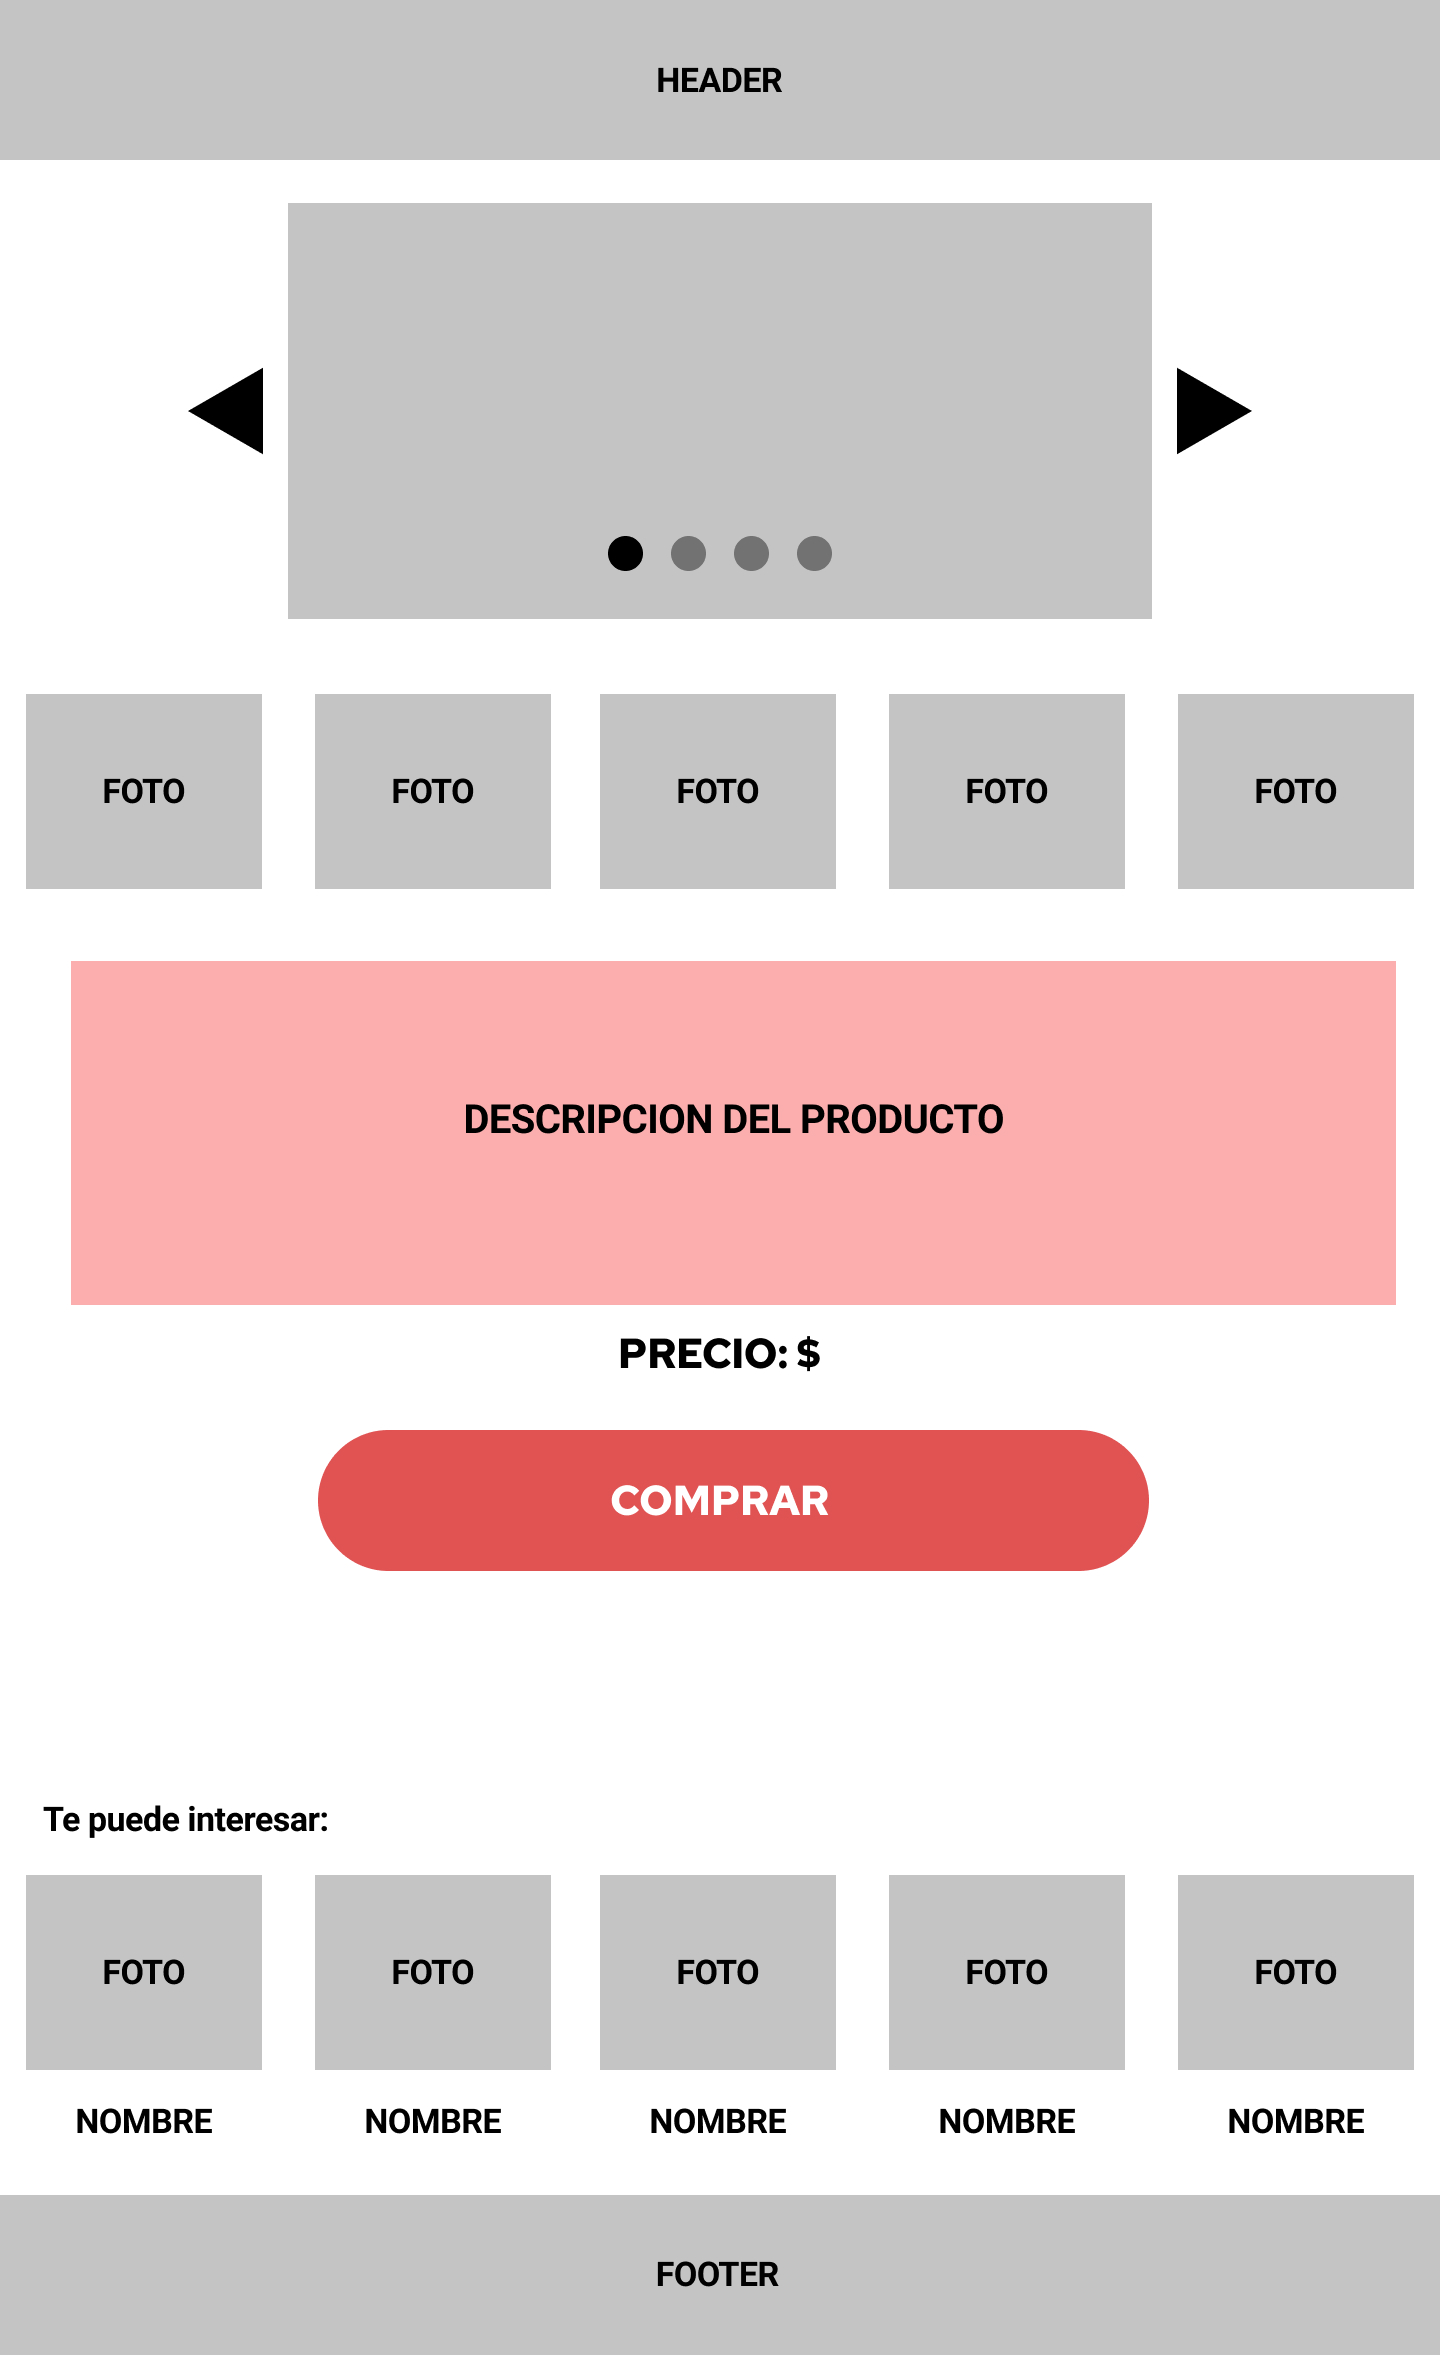 HEADER
FOTO FOTO FOTO FOTO FOTO
DESCRIPCION DEL PRODUCTO
PRECIO: $
COMPRAR
Te puede interesar:
FOTO FOTO FOTO FOTO FOTO
NOMBRE NOMBRE NOMBRE NOMBRE NOMBRE
FOOTER